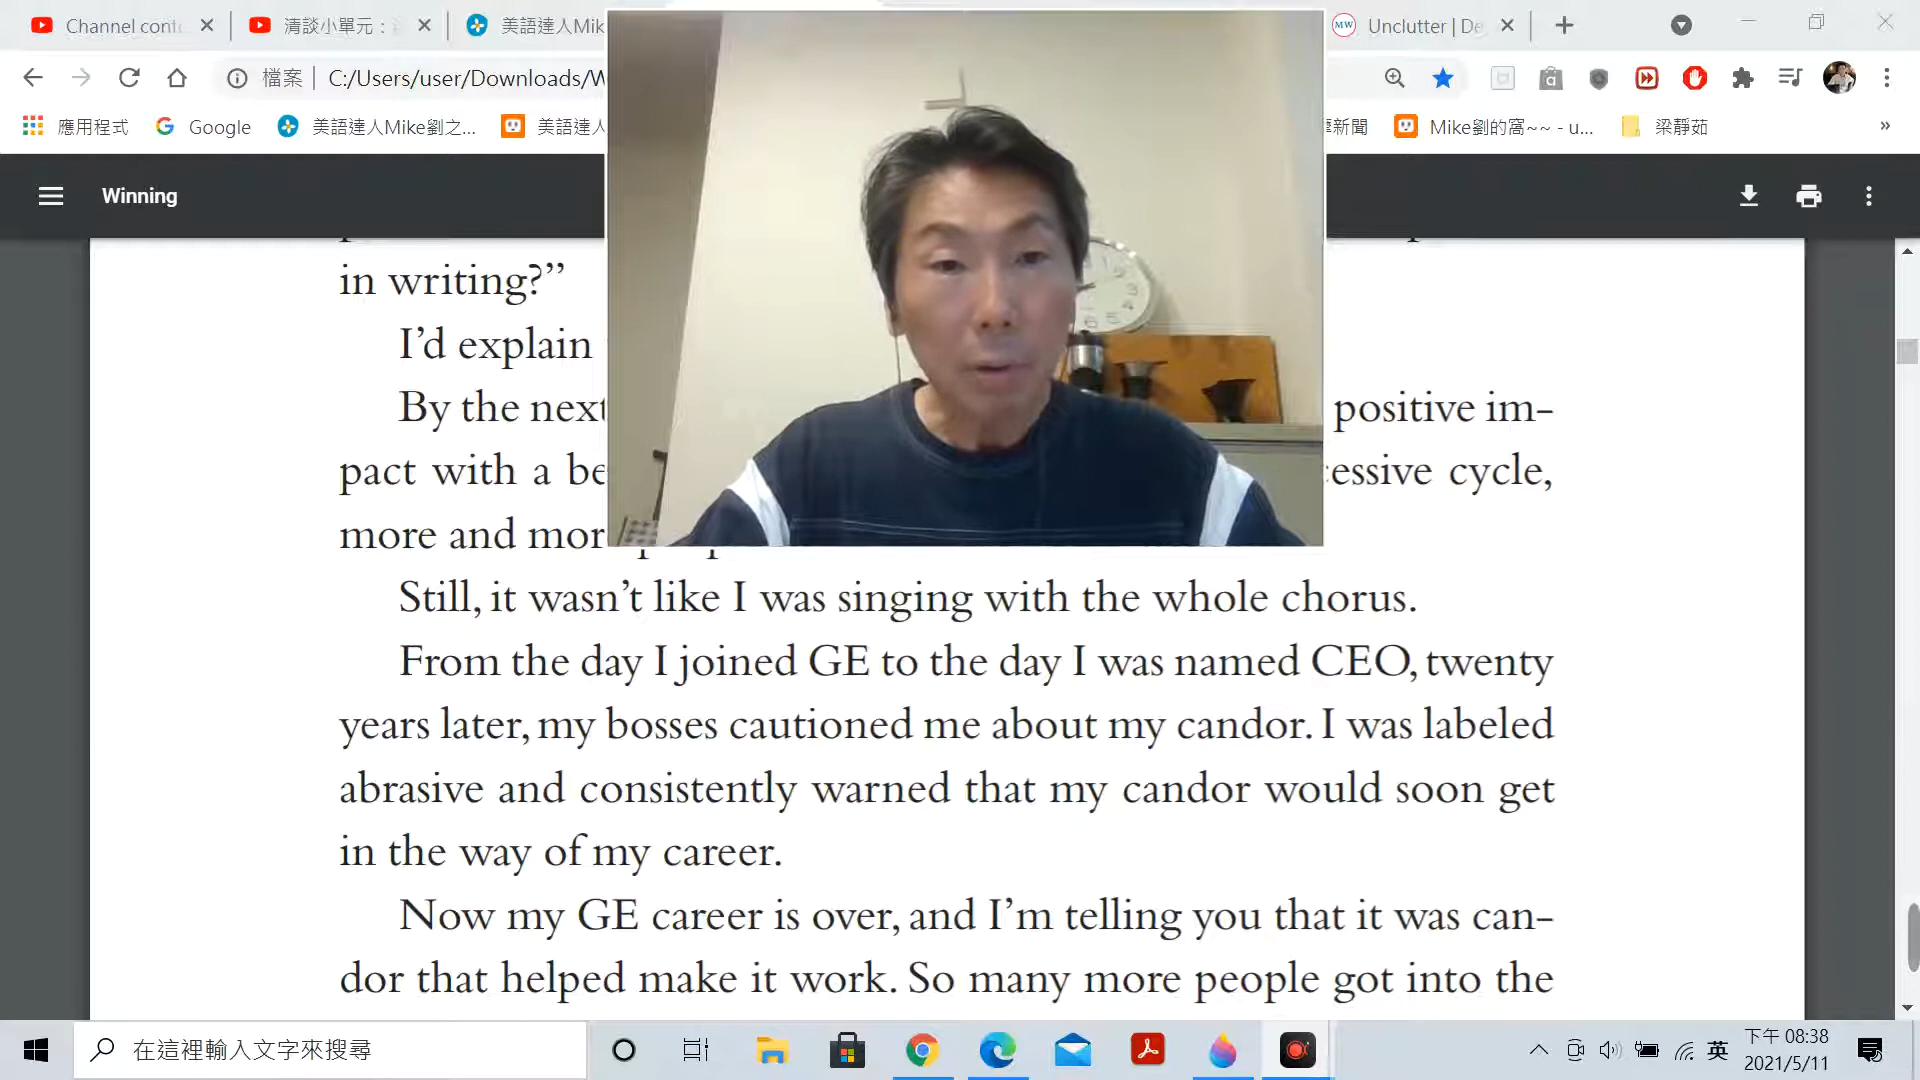 Channel cont
清談小單元：
美語達人Mik
Unclutter | De
檔案
C:/Users/user/Downloads/W
應用程式
Google
美語達人Mike劉之...
美語達人
新聞
Mike劉的窩~~ - u...
梁靜茹
Winning
in writing?”
I’d explain
By the next
positive im-
pact with a be
essive cycle,
more and mor
Still, it wasn’t like I was singing with the whole chorus.
From the day I joined GE to the day I was named CEO, twenty
years later, my bosses cautioned me about my candor. I was labeled
abrasive and consistently warned that my candor would soon get
in the way of my career.
Now my GE career is over, and I’m telling you that it was can-
dor that helped make it work. So many more people got into the
在這裡輸入文字來搜尋
英
下午 08:38
2021/5/11